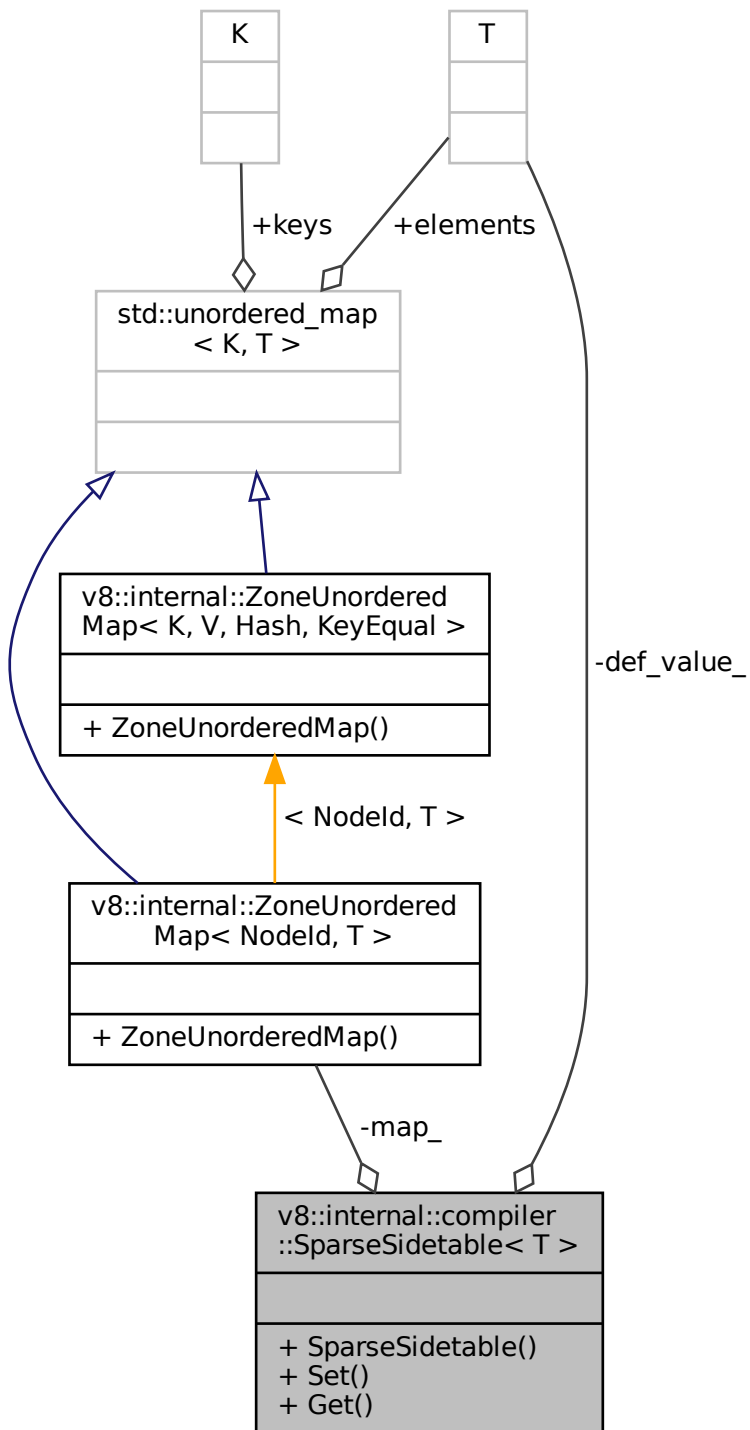 K
T
+keys
+elements
std::unordered_map
< K, T >
v8::internal::ZoneUnordered
Map< K, V, Hash, KeyEqual >
+ ZoneUnorderedMap()
-def_value_
< NodeId, T >
v8::internal::ZoneUnordered
Map< NodeId, T >
+ ZoneUnorderedMap()
-map_
v8::internal::compiler
::SparseSidetable< T >
+ SparseSidetable()
+ Set()
+ Get()